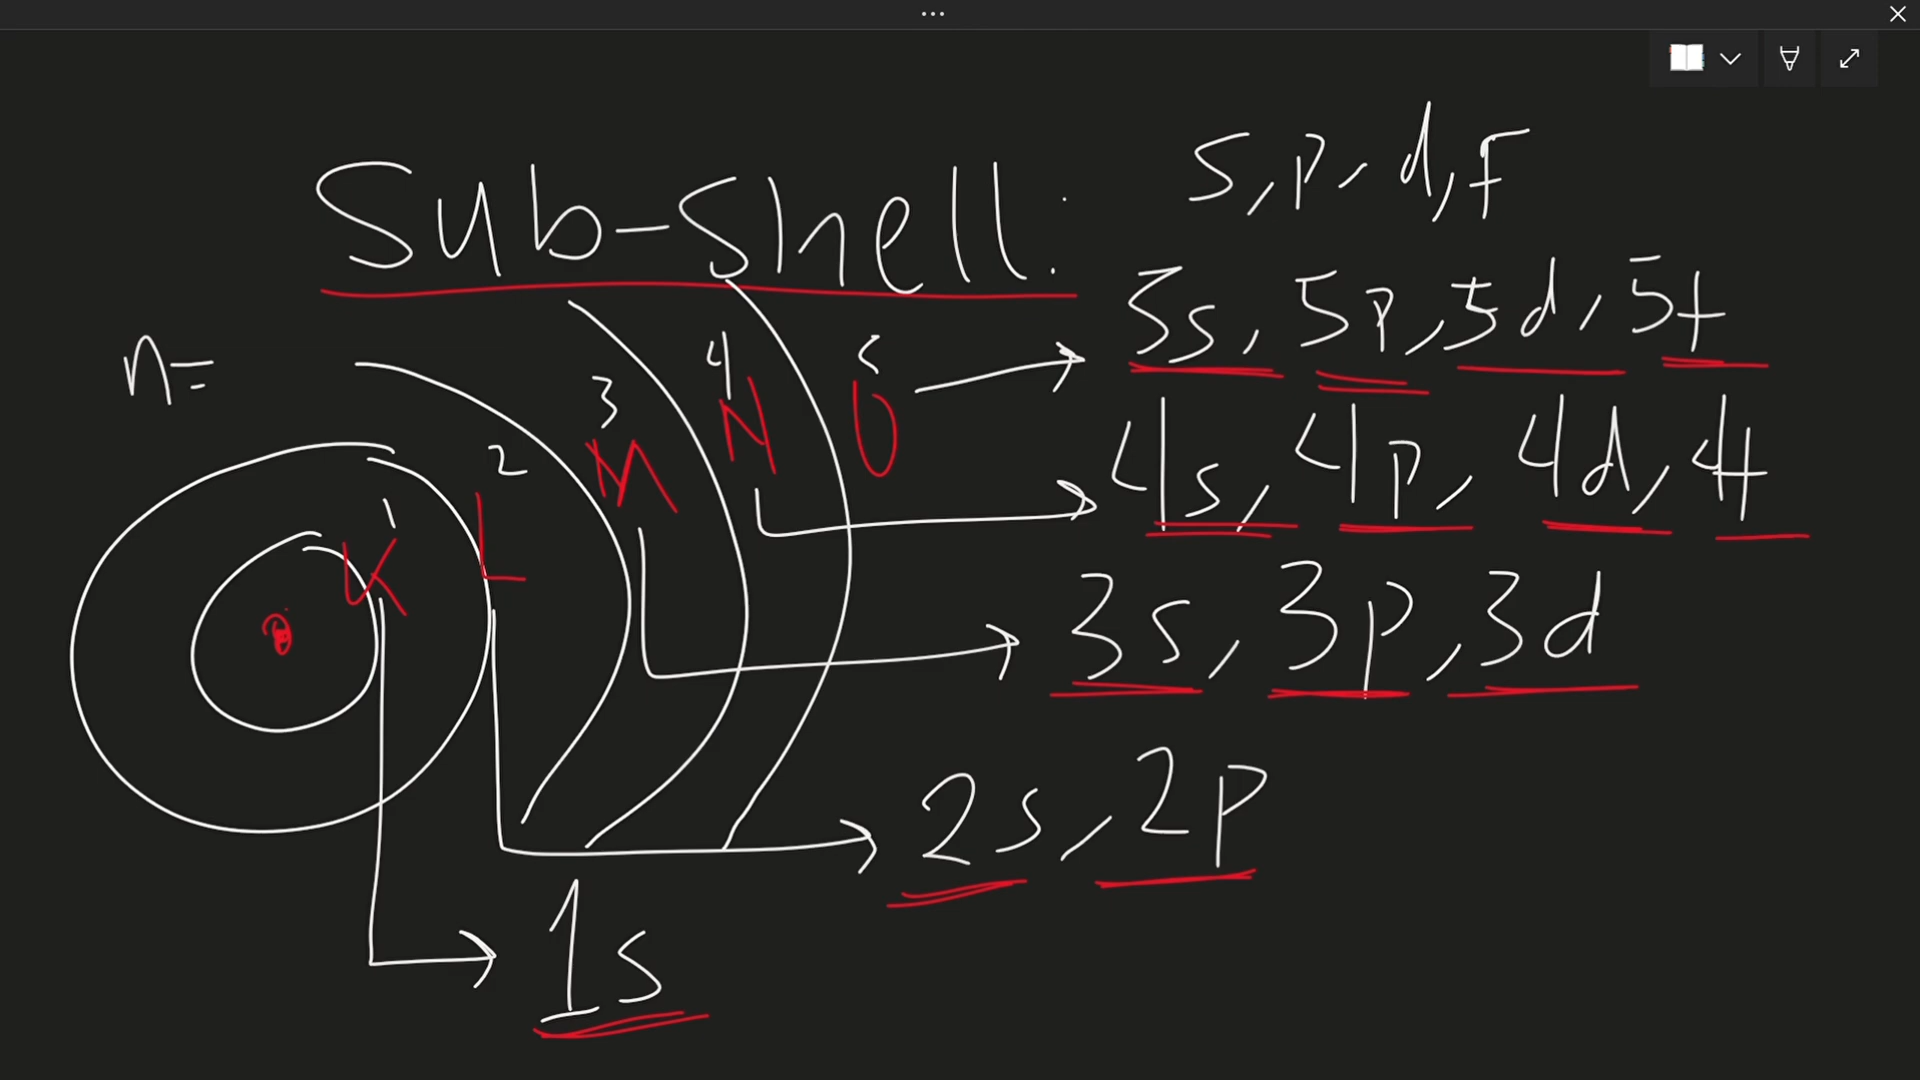 Sub-shell:
s, p, d, f
5s, 5p, 5d, 5f
n=
1 2 3 4 5
K L M N O
4s, 4p, 4d, 4f
3s, 3p, 3d
2s, 2p
1s